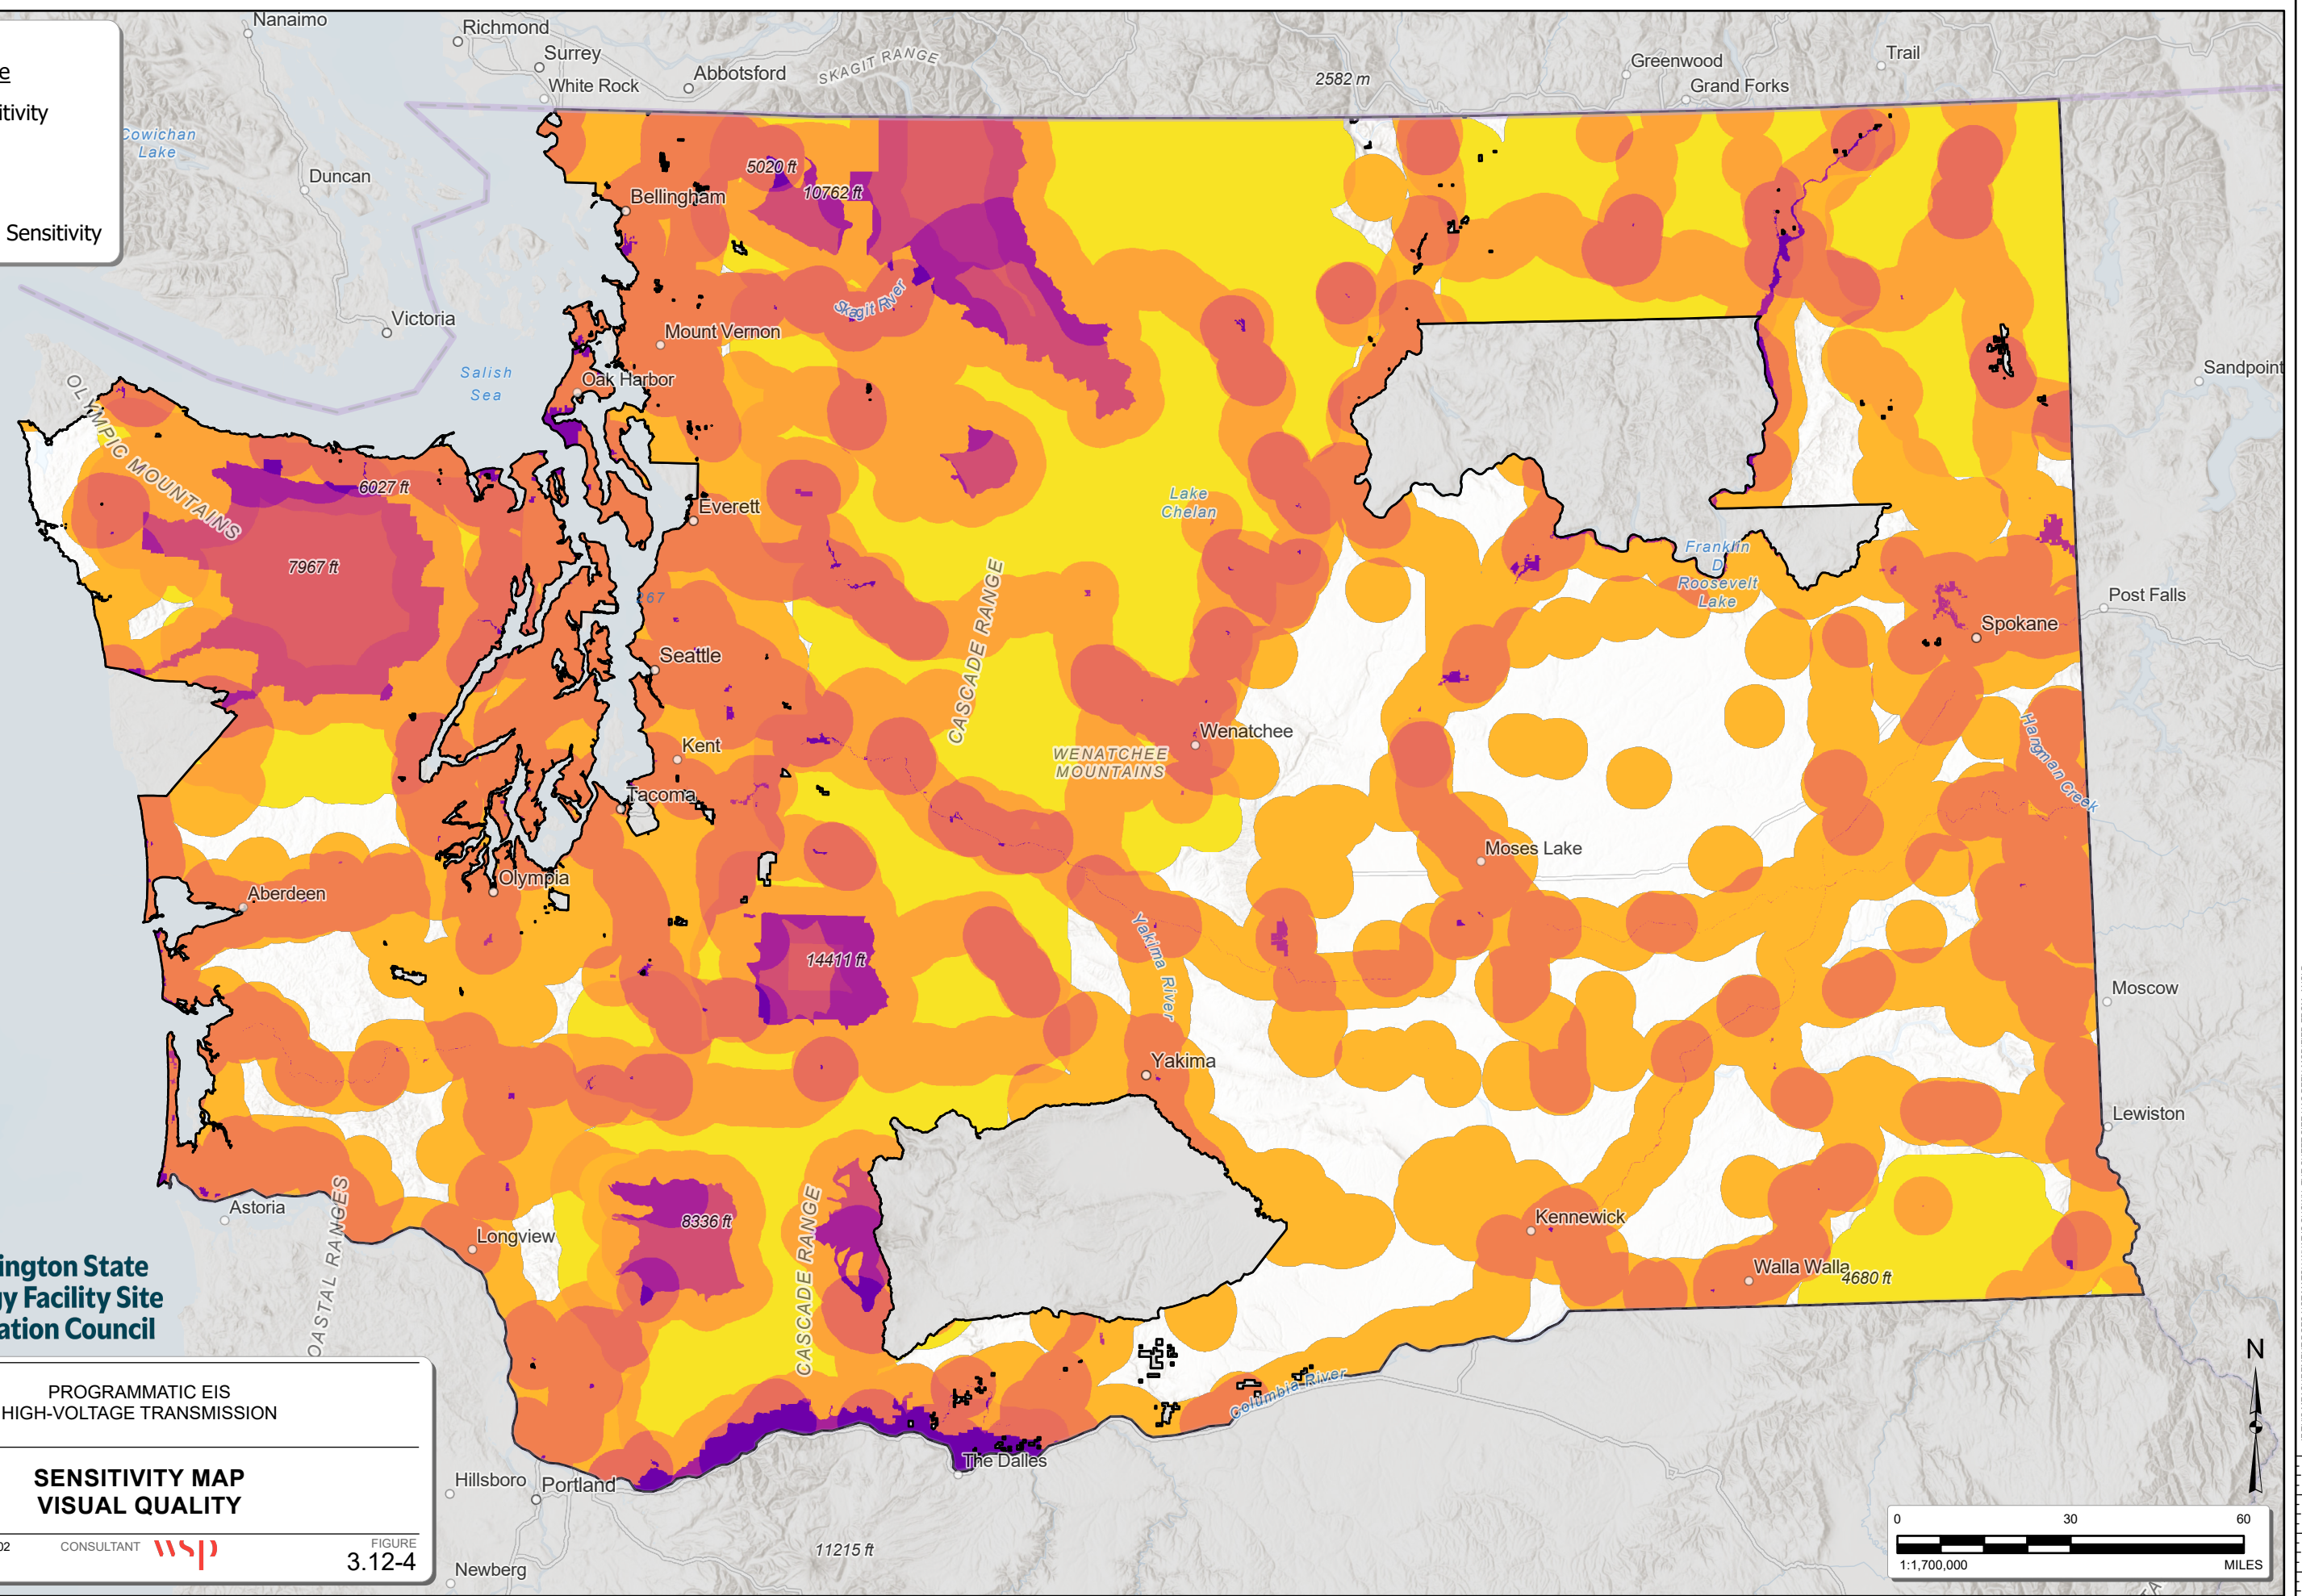 Nanaimo
Richmond
Surrey
White Rock
Abbotsford
SKAGIT RANGE
2582 m
Greenwood
Grand Forks
Trail
e
itivity
Sensitivity
Cowichan
Lake
Duncan
Victoria
Salish
Sea
Bellingham
5020 ft
10762 ft
Skagit River
Mount Vernon
Oak Harbor
Sandpoint
OLYMPIC MOUNTAINS
6027 ft
7967 ft
Everett
Lake
Chelan
Franklin
D
Roosevelt
Lake
Post Falls
Spokane
67
Seattle
CASCADE RANGE
Wenatchee
WENATCHEE
MOUNTAINS
Hangman Creek
Kent
Tacoma
Moses Lake
Olympia
Aberdeen
14411 ft
Yakima River
Moscow
Yakima
Lewiston
Astoria
OASTAL RANGES
Longview
8336 ft
CASCADE RANGE
Kennewick
Walla Walla
4680 ft
Columbia River
The Dalles
Hillsboro
Portland
11215 ft
Newberg
ington State
gy Facility Site
ation Council
PROGRAMMATIC EIS
HIGH-VOLTAGE TRANSMISSION
SENSITIVITY MAP
VISUAL QUALITY
02
CONSULTANT
wsp
FIGURE
3.12-4
N
0 30 60
1:1,700,000 MILES